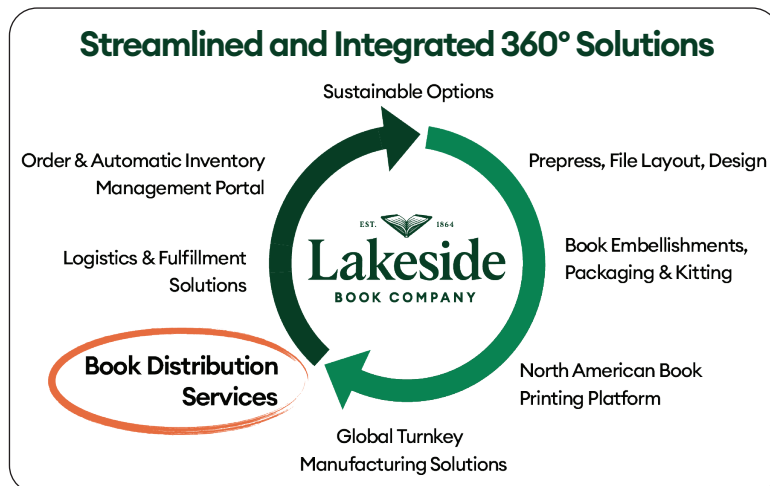 Streamlined and Integrated 360° Solutions
Sustainable Options
Prepress, File Layout, Design
Book Embellishments,
Packaging & Kitting
North American Book
Printing Platform
Global Turnkey
Manufacturing Solutions
Book Distribution
Services
Logistics & Fulfillment
Solutions
Order & Automatic Inventory
Management Portal
EST. 1864
Lakeside
BOOK COMPANY